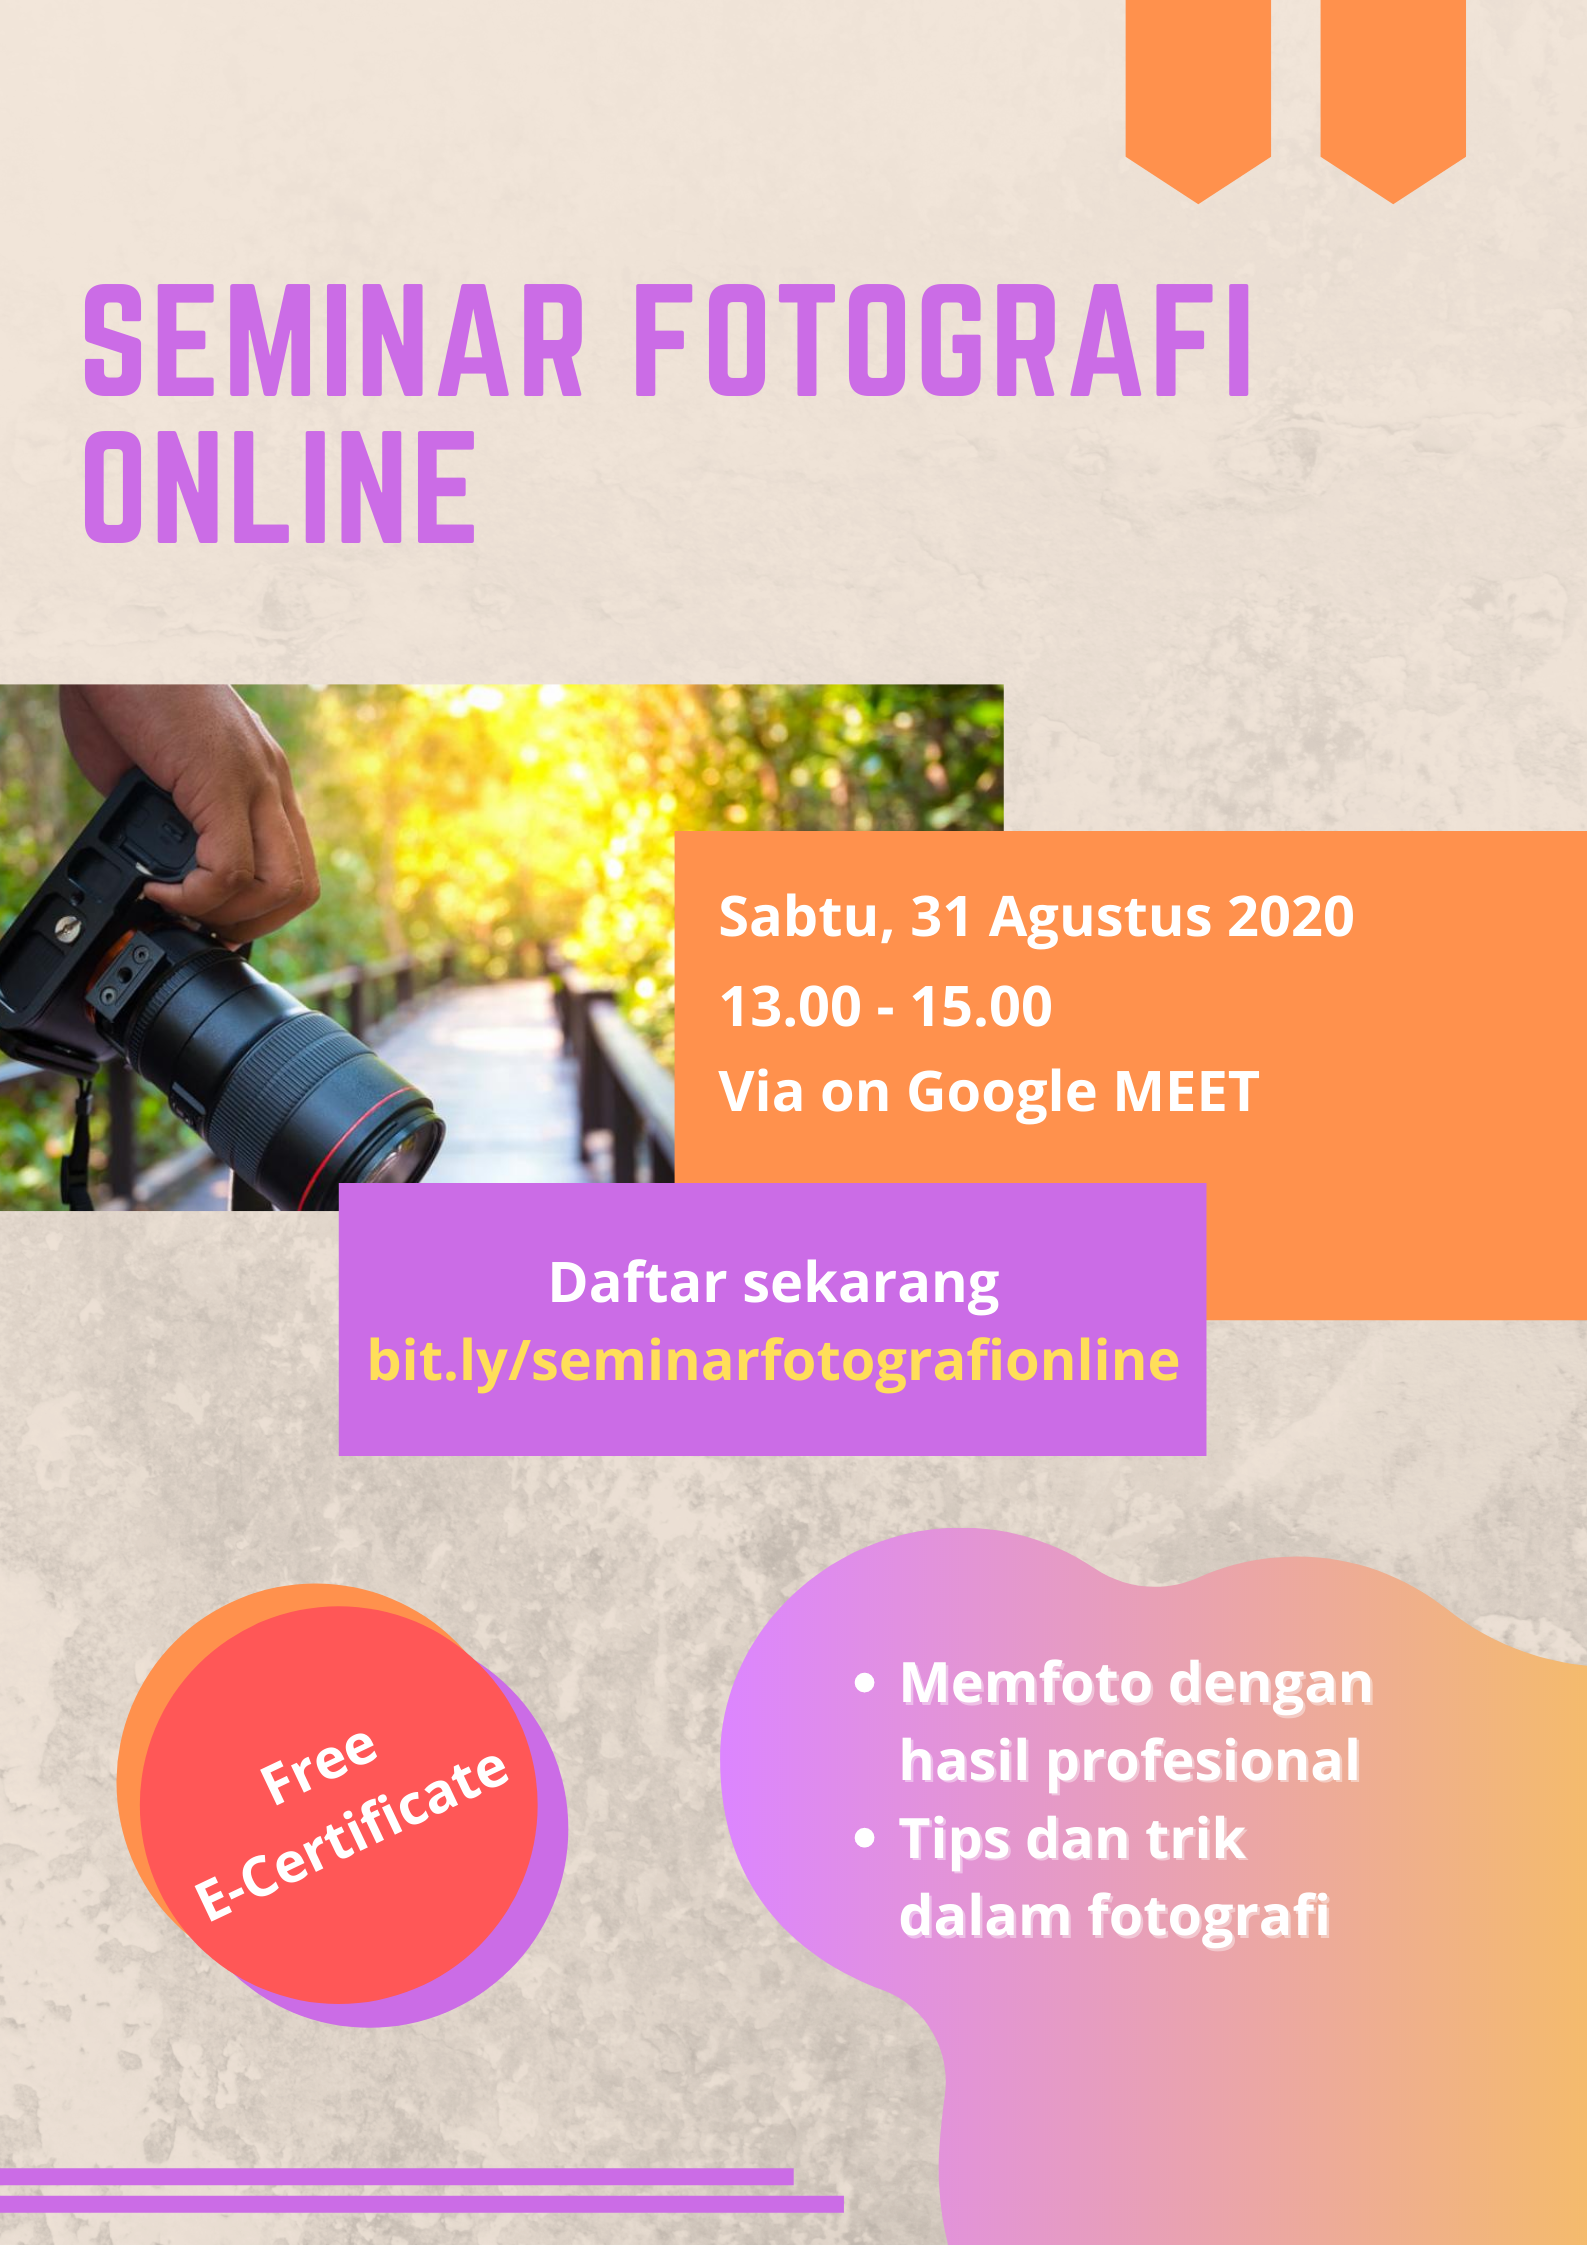 SEMINAR FOTOGRAFI
ONLINE
Sabtu, 31 Agustus 2020
13.00 - 15.00
Via on Google MEET
Daftar sekarang
bit.ly/seminarfotografionline
Free
E-Certificate
• Memfoto dengan
hasil profesional
• Tips dan trik
dalam fotografi